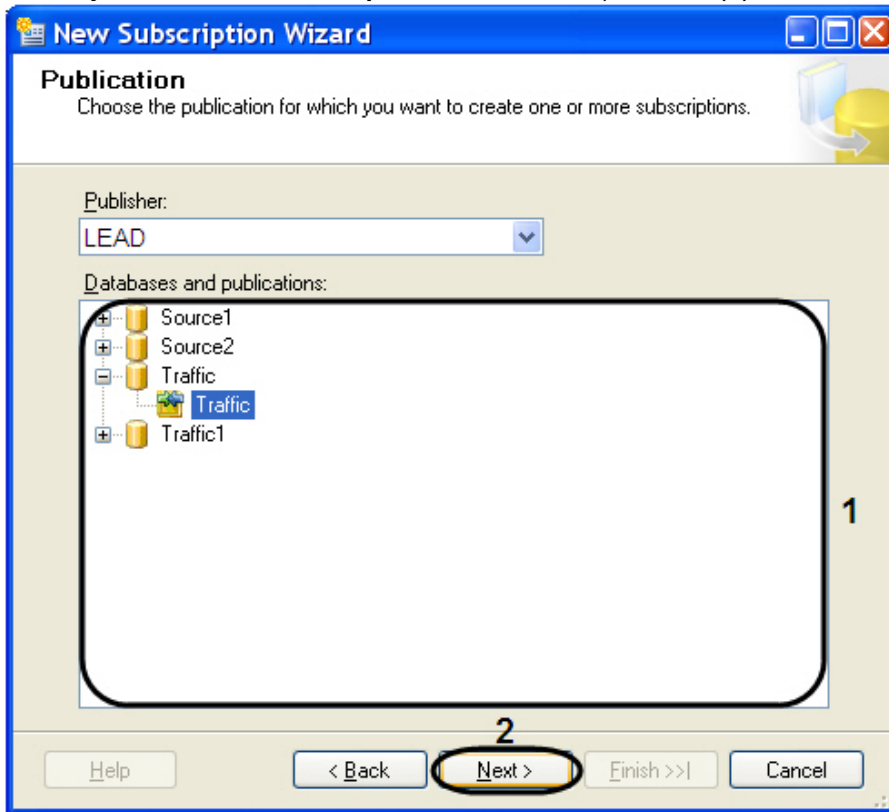 New Subscription Wizard
Publication
Choose the publication for which you want to create one or more subscriptions.
Publisher:
LEAD
Databases and publications:
Source1
Source2
Traffic
Traffic
Traffic1
1
2
Help
< Back
Next >
Finish >>|
Cancel